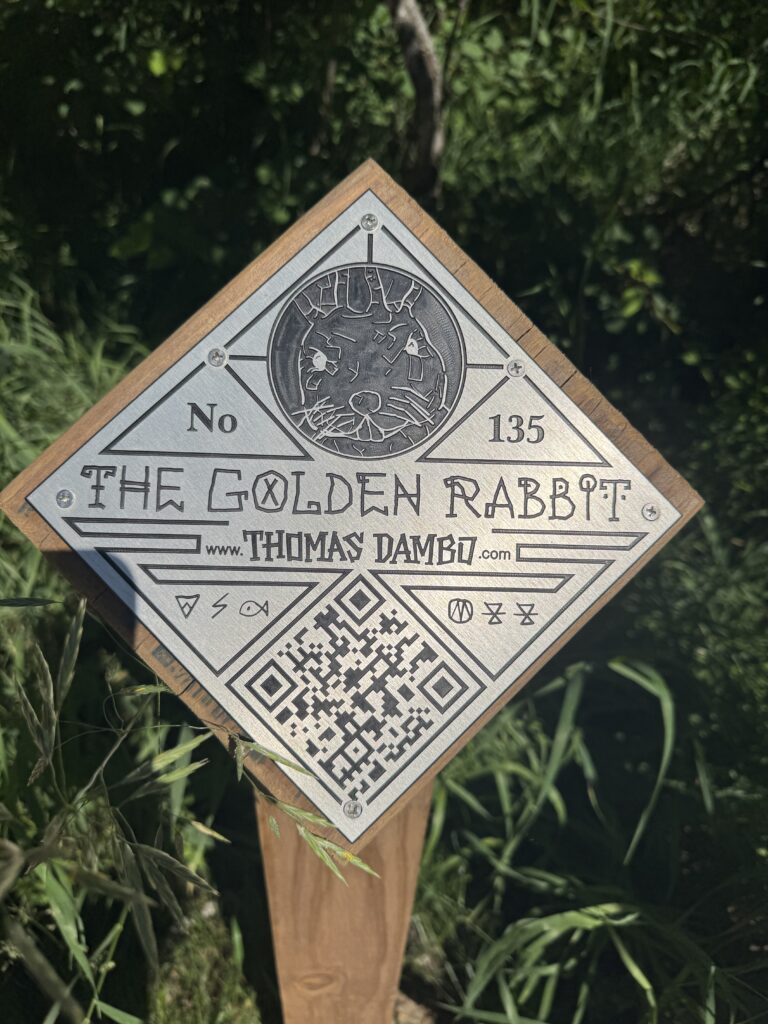 No 135
THE GOLDEN RABBIT
www.THOMAS DAMBO.com